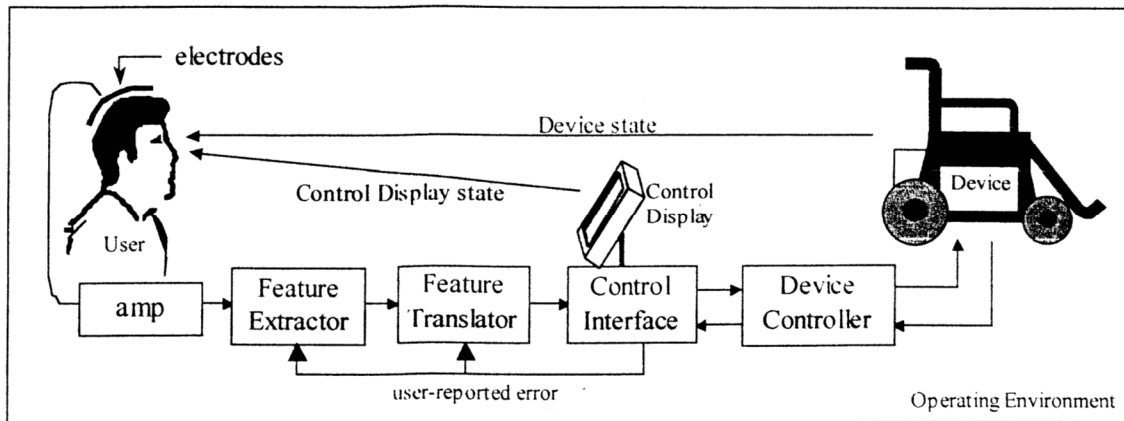 electrodes
Device state
Control Display state
Control
Display
Device
User
amp
Feature
Extractor
Feature
Translator
Control
Interface
Device
Controller
user-reported error
Operating Environment